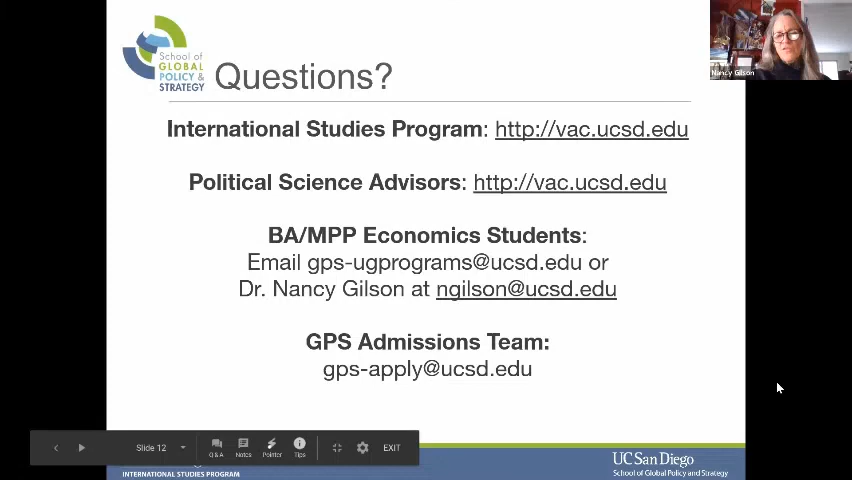 School of
GLOBAL
POLICY &
STRATEGY
Questions?
Nancy Gilson
International Studies Program: http://vac.ucsd.edu
Political Science Advisors: http://vac.ucsd.edu
BA/MPP Economics Students:
Email gps-ugprograms@ucsd.edu or
Dr. Nancy Gilson at ngilson@ucsd.edu
GPS Admissions Team:
gps-apply@ucsd.edu
Slide 12
Q&A
Notes
Pointer
Tips
EXIT
INTERNATIONAL STUDIES PROGRAM
UC San Diego
School of Global Policy and Strategy